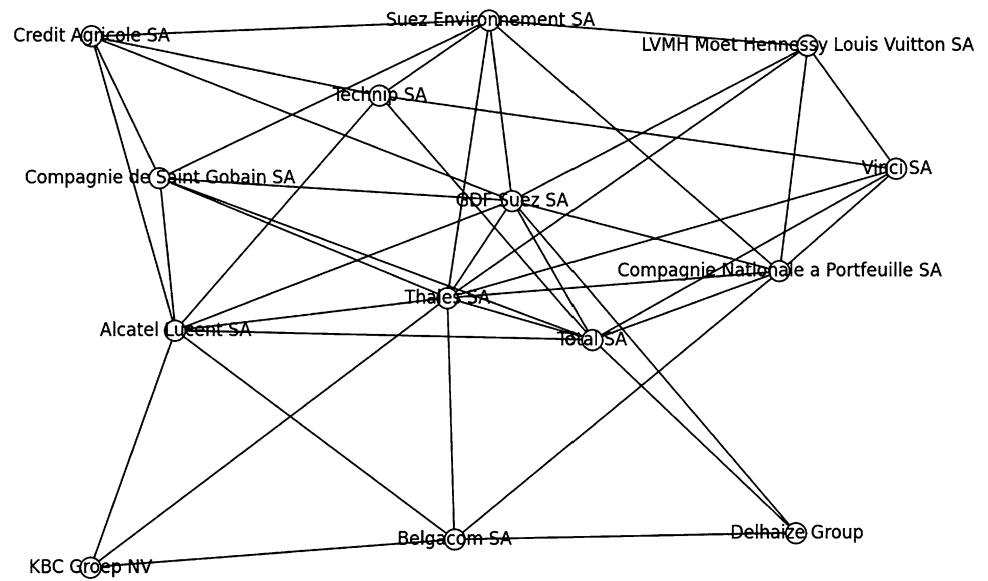 Suez Environnement SA
Credit Agricole SA
LVMH Moet Hennessy Louis Vuitton SA
Technip SA
Vinci SA
Compagnie de Saint Gobain SA
GDF Suez SA
Compagnie Nationale a Portfeuille SA
Thales SA
Alcatel Lucent SA
Total SA
Delhaize Group
Belgacom SA
KBC Groep NV